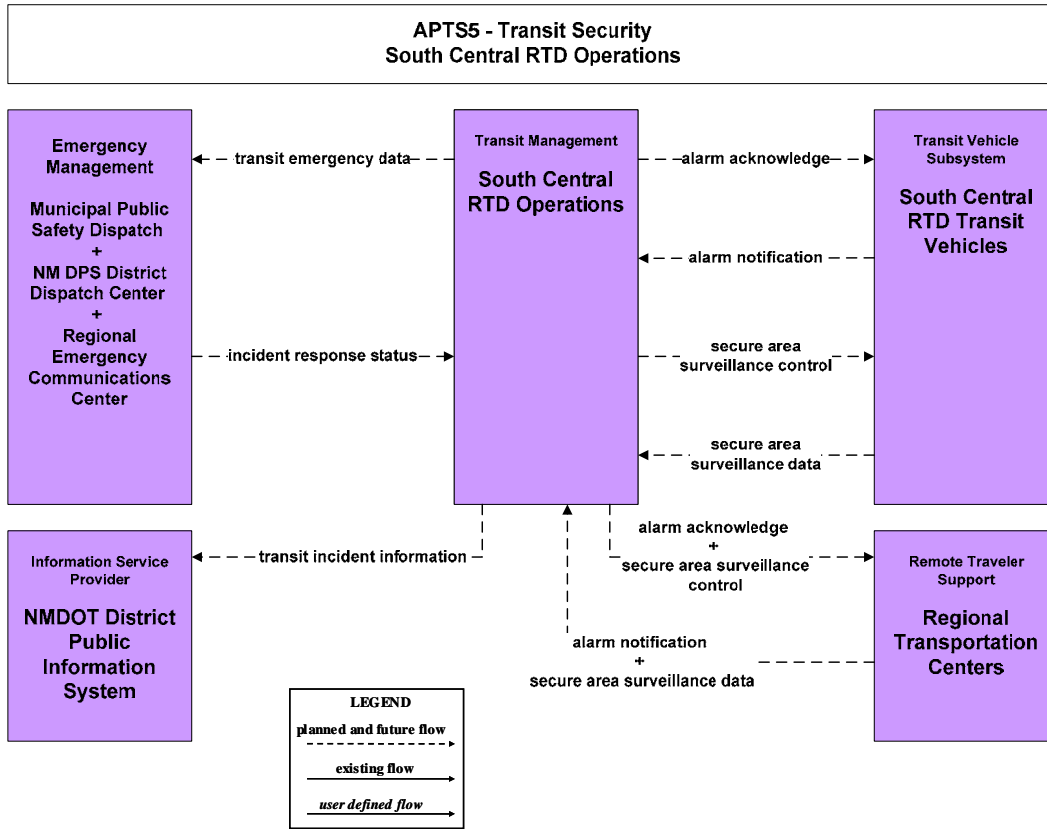 APTS5 - Transit Security
South Central RTD Operations
Emergency
Management
Municipal Public
Safety Dispatch
+
NM DPS District
Dispatch Center
+
Regional
Emergency
Communications
Center
transit emergency data
incident response status
Transit Management
South Central
RTD Operations
alarm acknowledge
alarm notification
secure area
surveillance control
secure area
surveillance data
Transit Vehicle
Subsystem
South Central
RTD Transit
Vehicles
Information Service
Provider
NMDOT District
Public
Information
System
transit incident information
alarm acknowledge
+
secure area surveillance
control
alarm notification
+
secure area surveillance data
Remote Traveler
Support
Regional
Transportation
Centers
LEGEND
planned and future flow
existing flow
user defined flow